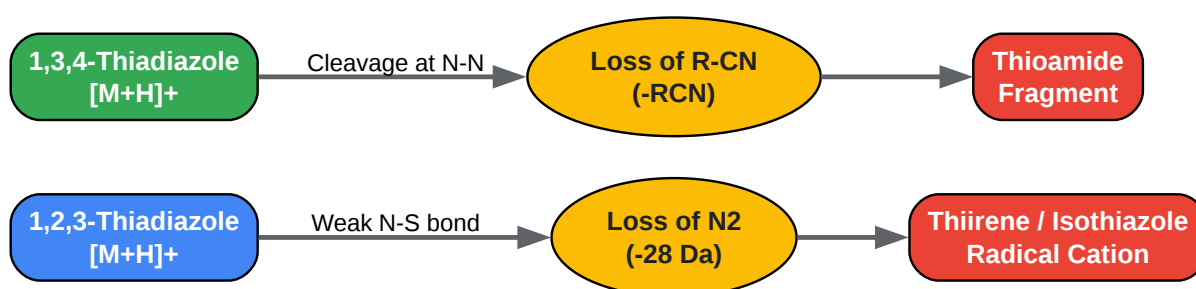 1,3,4-Thiadiazole
[M+H]+
Cleavage at N-N
Loss of R-CN
(-RCN)
Thioamide
Fragment
1,2,3-Thiadiazole
[M+H]+
Weak N-S bond
Loss of N2
(-28 Da)
Thiirene / Isothiazole
Radical Cation